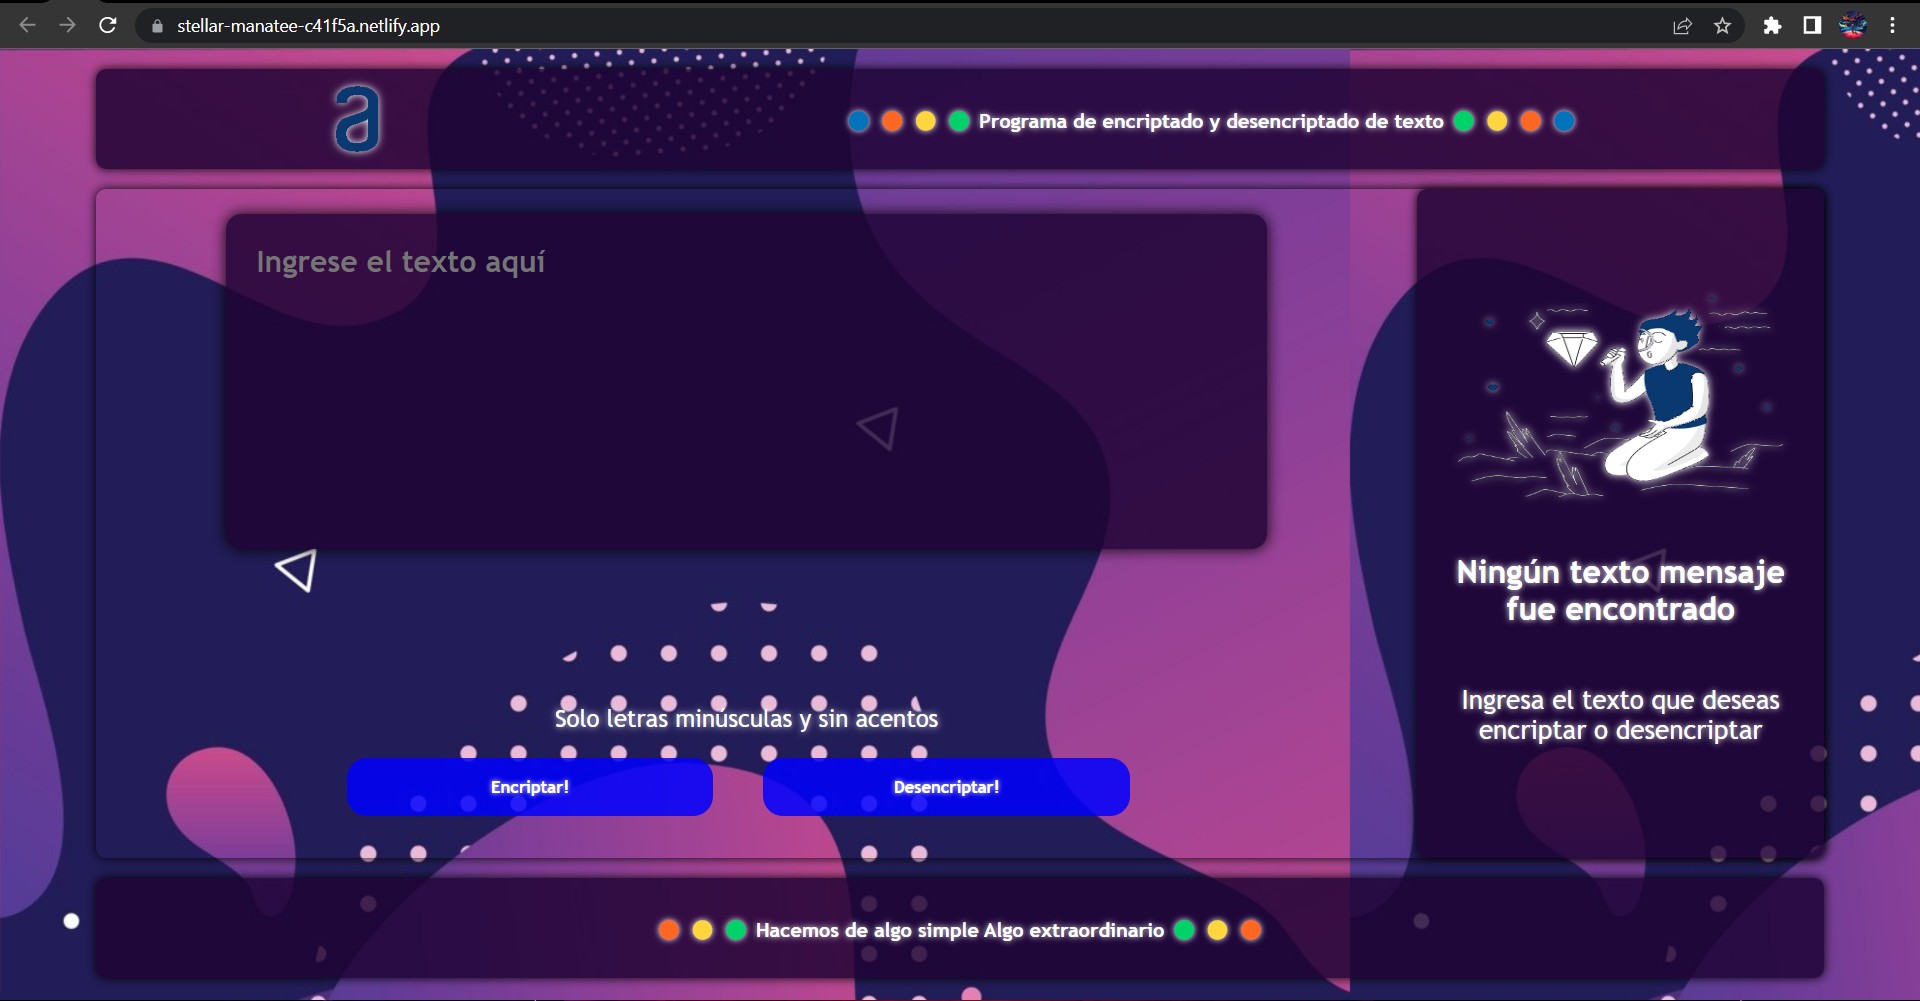 stellar-manatee-c41f5a.netlify.app
a
Programa de encriptado y desencriptado de texto
Ingrese el texto aquí
Ningún texto mensaje
fue encontrado
Ingresa el texto que deseas
encriptar o desencriptar
Solo letras minúsculas y sin acentos
Encriptar!
Desencriptar!
Hacemos de algo simple Algo extraordinario